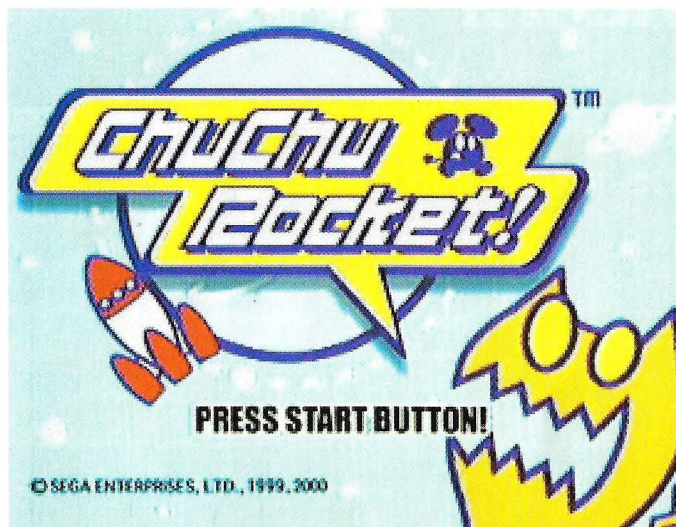 ChuChu
Rocket!
TM
PRESS START BUTTON!
© SEGA ENTERPRISES, LTD., 1999, 2000